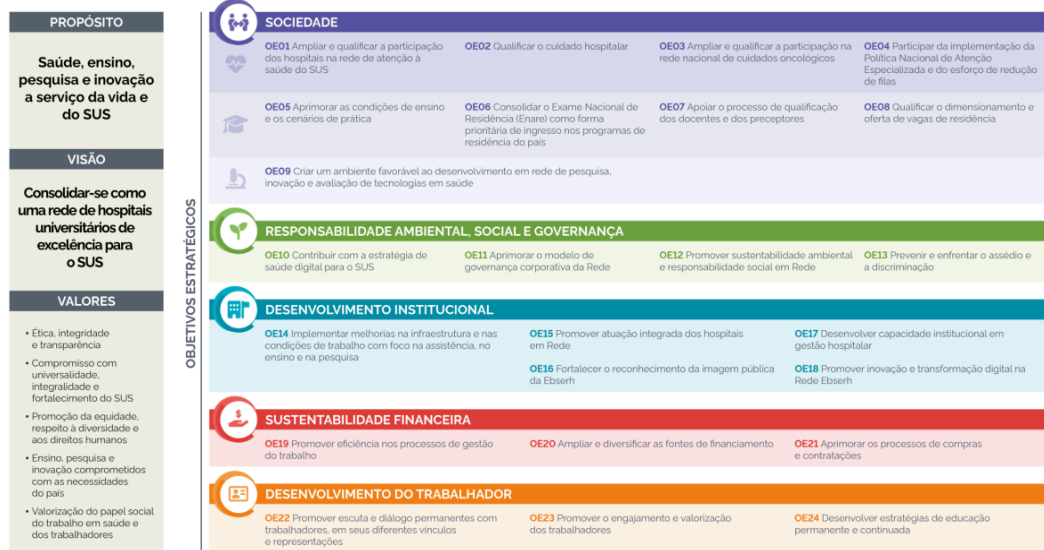 PROPÓSITO
Saúde, ensino,
pesquisa e inovação
a serviço da vida e
do SUS
VISÃO
Consolidar-se como
uma rede de hospitais
universitários de
excelência para
o SUS
VALORES
• Ética, integridade
e transparência
• Compromisso com
universalidade,
integralidade e
fortalecimento do SUS
• Promoção da equidade,
respeito à diversidade e
aos direitos humanos
• Ensino, pesquisa e
inovação comprometidos
com as necessidades
do país
• Valorização do papel social
do trabalho em saúde e
dos trabalhadores
OBJETIVOS ESTRATÉGICOS
SOCIEDADE
OE01 Ampliar e qualificar a participação
dos hospitais na rede de atenção à
saúde do SUS
OE02 Qualificar o cuidado hospitalar
OE03 Ampliar e qualificar a participação na
rede nacional de cuidados oncológicos
OE04 Participar da implementação da
Política Nacional de Atenção
Especializada e do esforço de redução
de filas
OE05 Aprimorar as condições de ensino
e os cenários de prática
OE06 Consolidar o Exame Nacional de
Residência (Enare) como forma
prioritária de ingresso nos programas de
residência do país
OE07 Apoiar o processo de qualificação
dos docentes e dos preceptores
OE08 Qualificar o dimensionamento e
oferta de vagas de residência
OE09 Criar um ambiente favorável ao desenvolvimento em rede de pesquisa,
inovação e avaliação de tecnologias em saúde
RESPONSABILIDADE AMBIENTAL, SOCIAL E GOVERNANÇA
OE10 Contribuir com a estratégia de
saúde digital para o SUS
OE11 Aprimorar o modelo de
governança corporativa da Rede
OE12 Promover sustentabilidade ambiental
e responsabilidade social em Rede
OE13 Prevenir e enfrentar o assédio e
a discriminação
DESENVOLVIMENTO INSTITUCIONAL
OE14 Implementar melhorias na infraestrutura e nas
condições de trabalho com foco na assistência, no
ensino e na pesquisa
OE15 Promover atuação integrada dos hospitais
em Rede
OE16 Fortalecer o reconhecimento da imagem pública
da Ebserh
OE17 Desenvolver capacidade institucional em
gestão hospitalar
OE18 Promover inovação e transformação digital na
Rede Ebserh
SUSTENTABILIDADE FINANCEIRA
OE19 Promover eficiência nos processos de gestão
do trabalho
OE20 Ampliar e diversificar as fontes de financiamento
OE21 Aprimorar os processos de compras
e contratações
DESENVOLVIMENTO DO TRABALHADOR
OE22 Promover escuta e diálogo permanentes com
trabalhadores, em seus diferentes vínculos
e representações
OE23 Promover o engajamento e valorização
dos trabalhadores
OE24 Desenvolver estratégias de educação
permanente e continuada